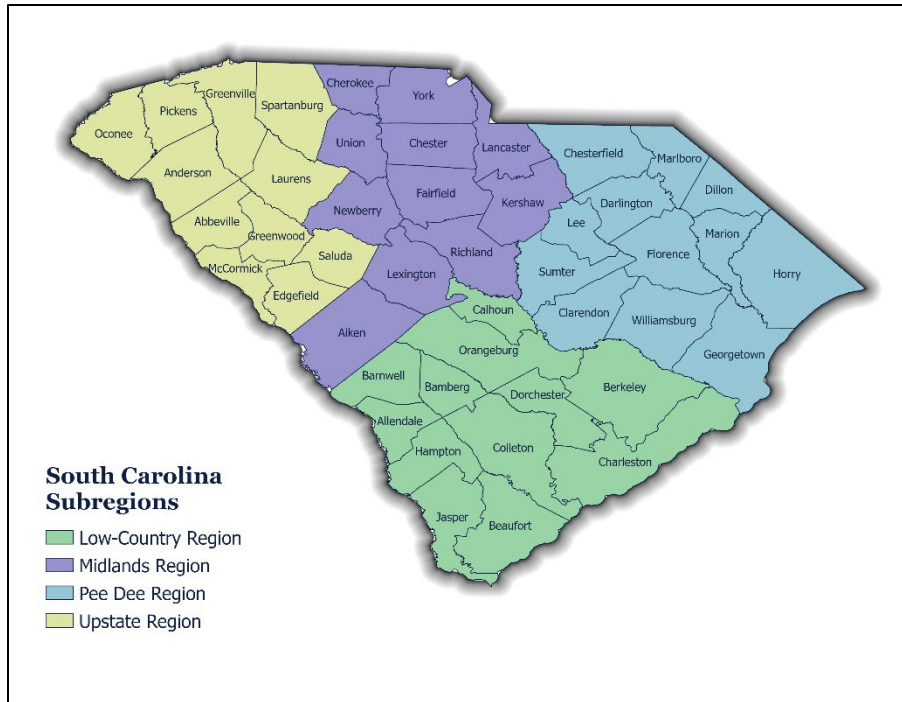 Cherokee
York
Greenville
Spartanburg
Pickens
Oconee
Union
Chester
Lancaster
Chesterfield
Marlboro
Anderson
Laurens
Dillon
Fairfield
Kershaw
Darlington
Newberry
Abbeville
Lee
Greenwood
Marion
Saluda
Richland
Florence
McCormick
Lexington
Sumter
Horry
Edgefield
Calhoun
Clarendon
Williamsburg
Aiken
Orangeburg
Georgetown
Barnwell
Bamberg
Berkeley
Dorchester
Allendale
Hampton
Colleton
Charleston
Jasper
Beaufort
South Carolina
Subregions
Low-Country Region
Midlands Region
Pee Dee Region
Upstate Region